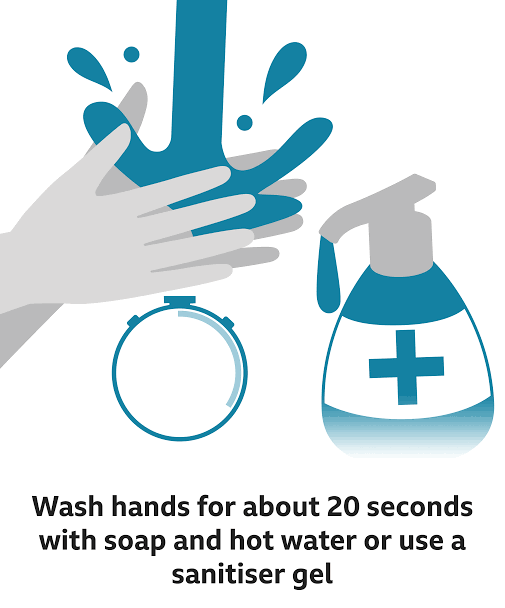 Wash hands for about 20 seconds
with soap and hot water or use a
sanitiser gel